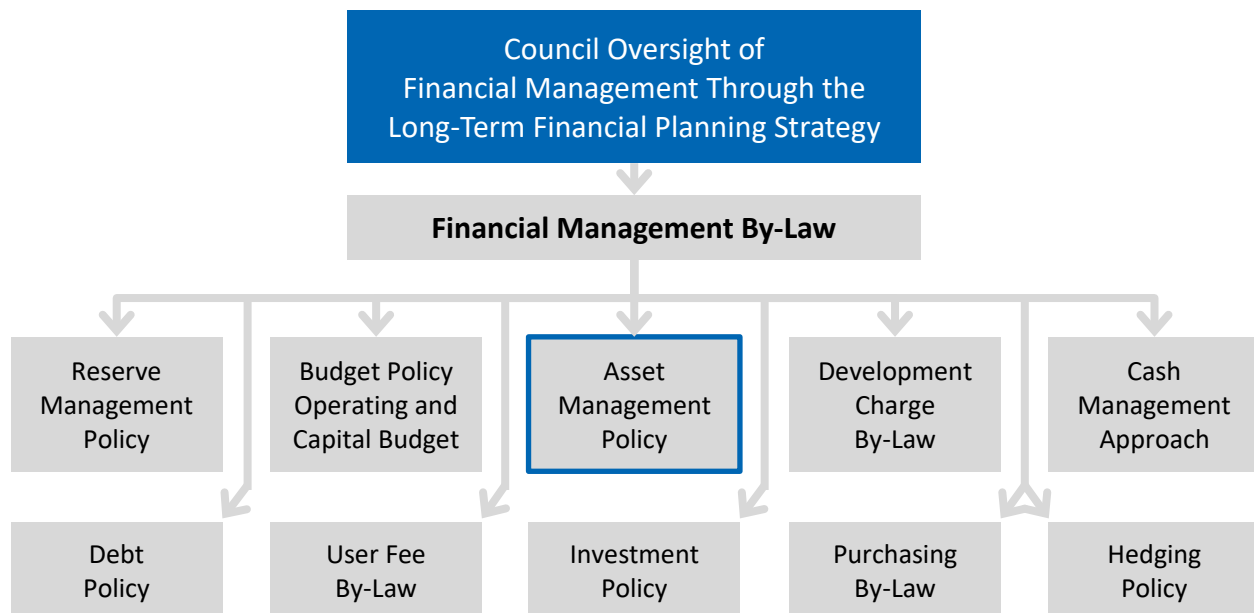 Council Oversight of
Financial Management Through the
Long-Term Financial Planning Strategy
Financial Management By-Law
Reserve
Management
Policy
Budget Policy
Operating and
Capital Budget
Asset
Management
Policy
Development
Charge
By-Law
Cash
Management
Approach
Debt
Policy
User Fee
By-Law
Investment
Policy
Purchasing
By-Law
Hedging
Policy